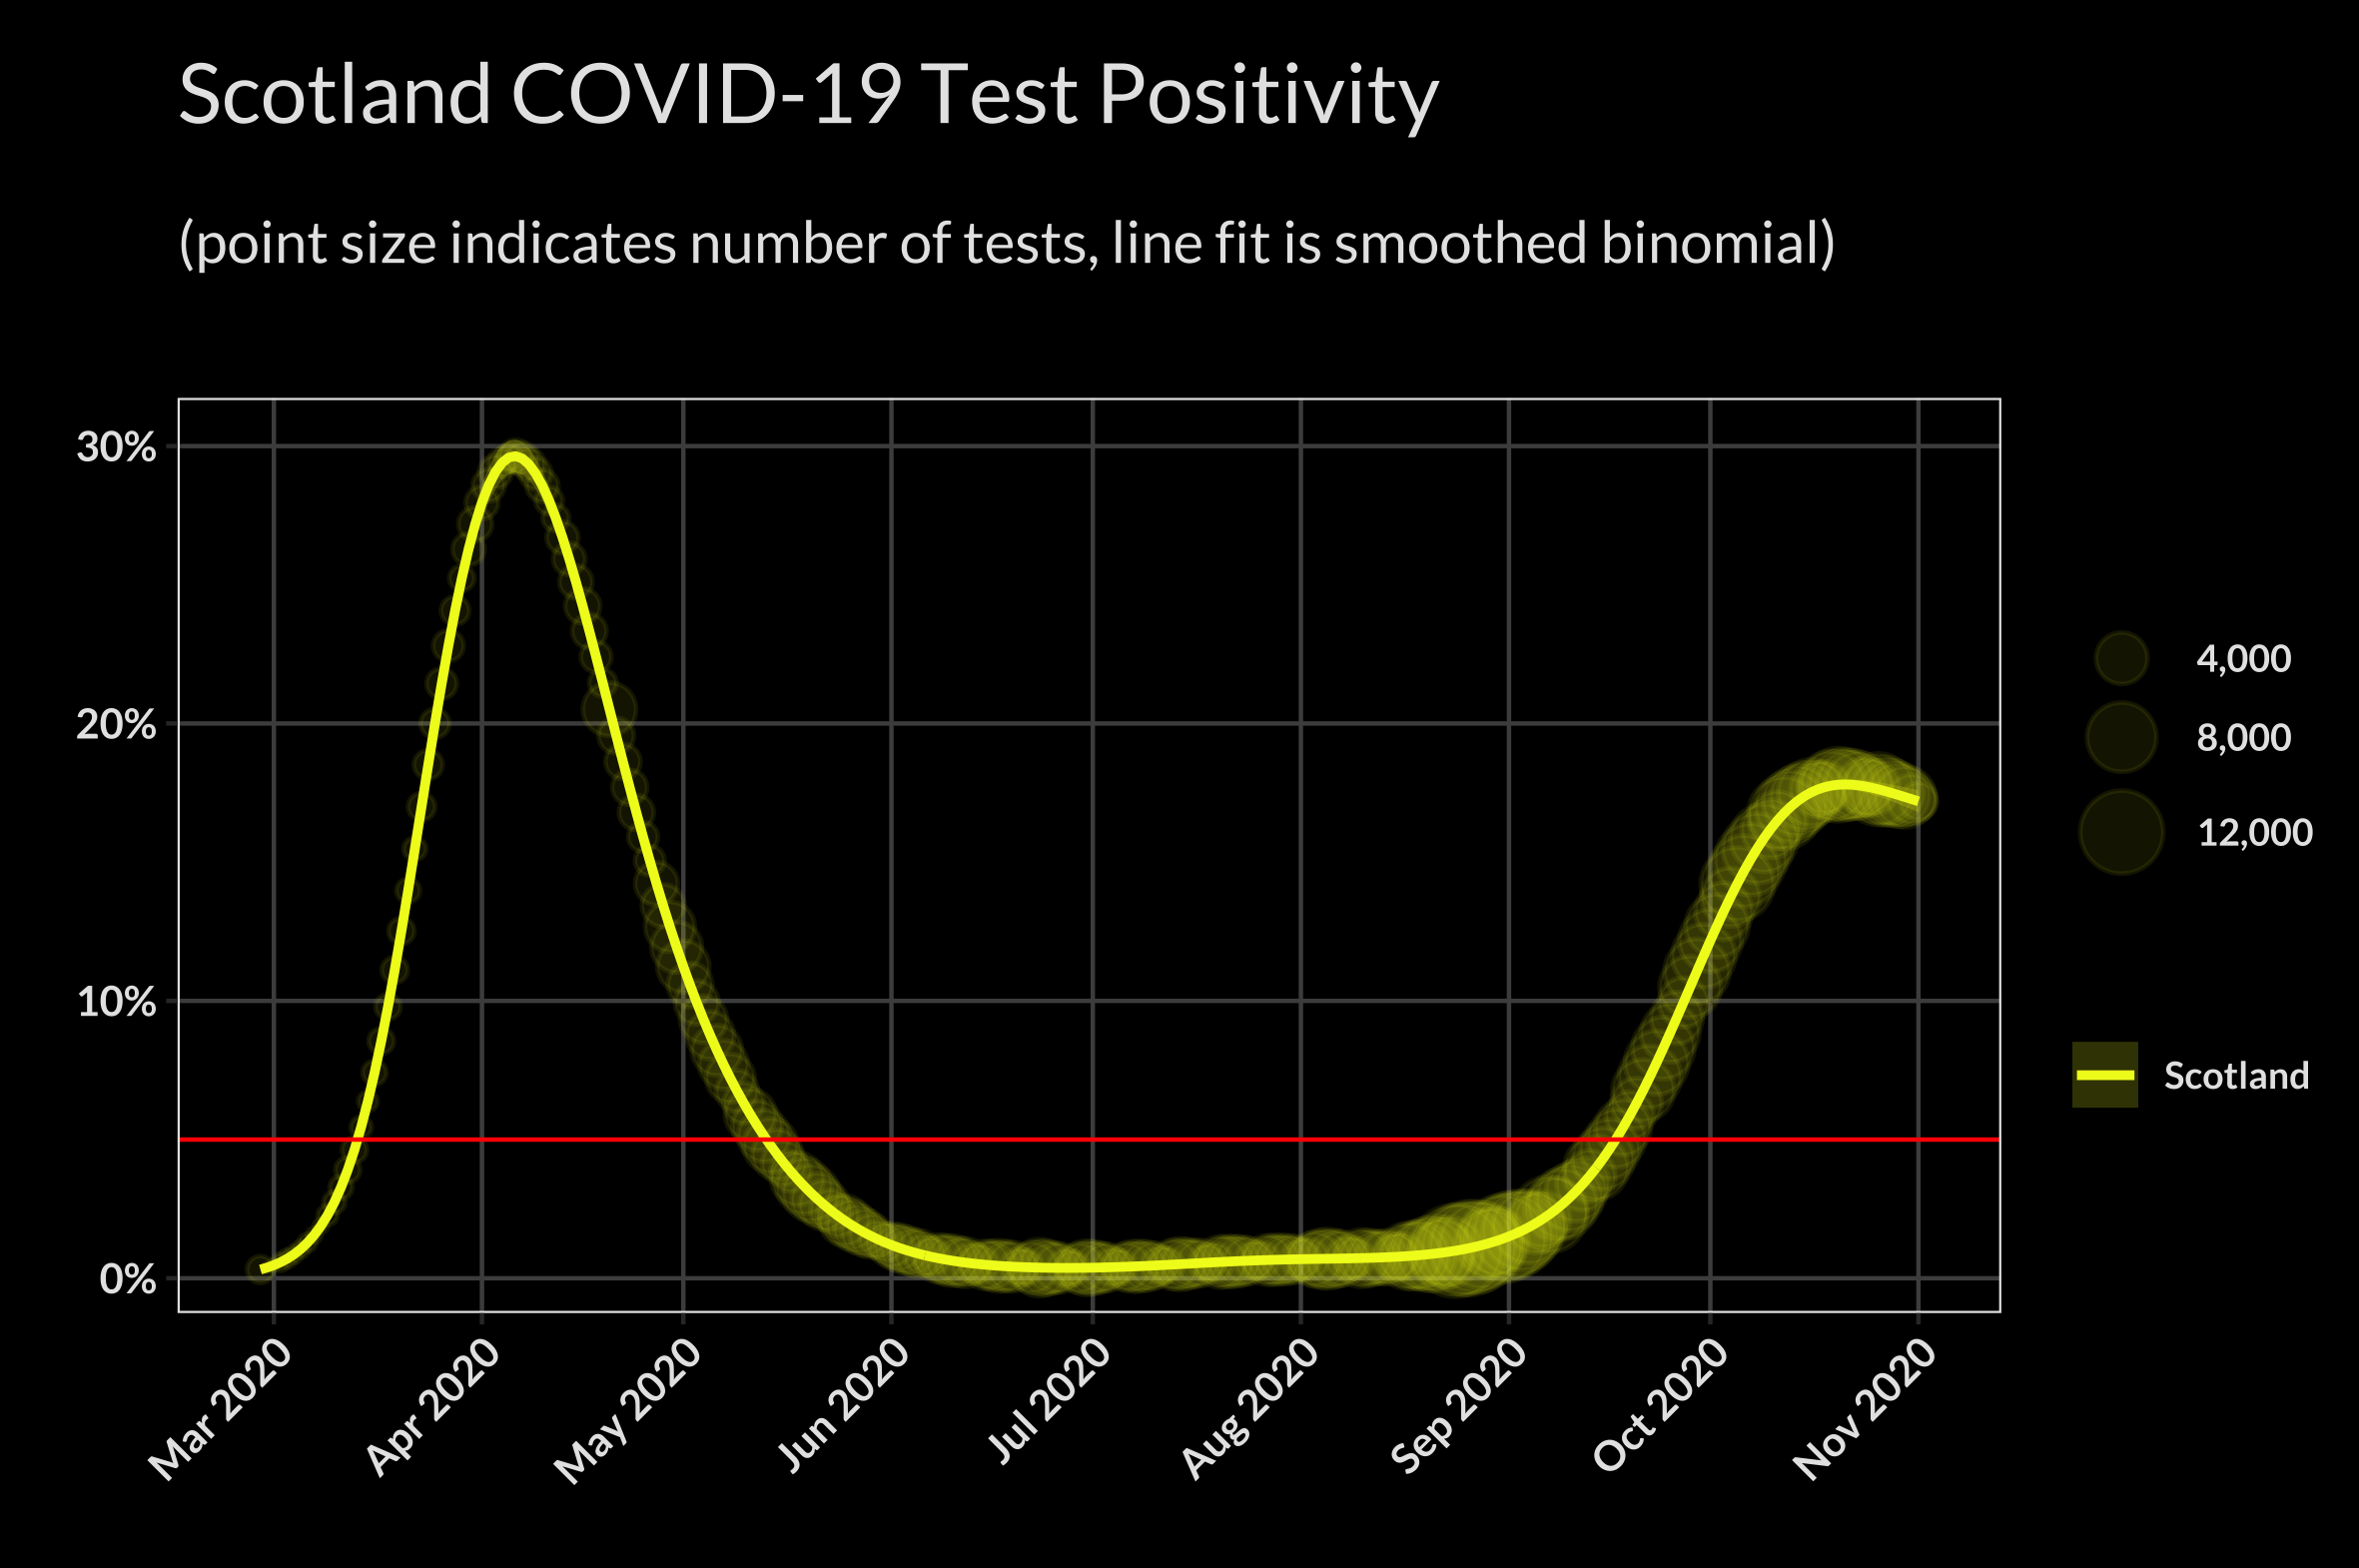 Scotland COVID-19 Test Positivity
(point size indicates number of tests, line fit is smoothed binomial)
30%
20%
10%
0%
Mar 2020
Apr 2020
May 2020
Jun 2020
Jul 2020
Aug 2020
Sep 2020
Oct 2020
Nov 2020
4,000
8,000
12,000
Scotland